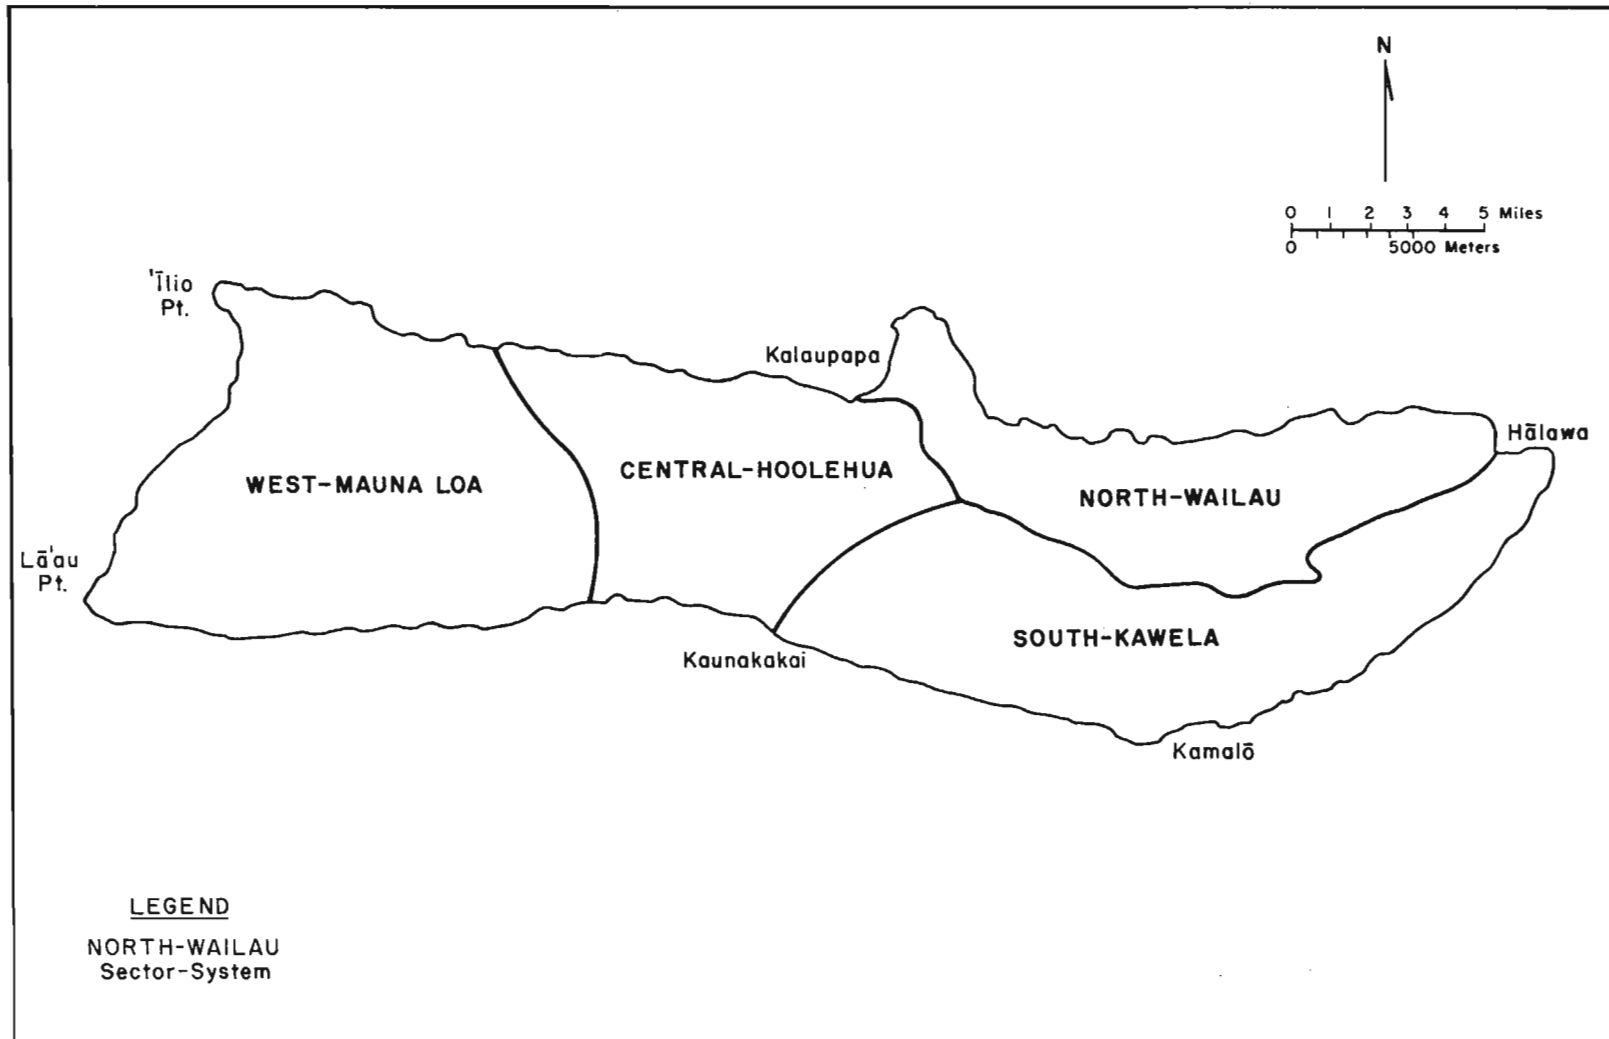 N
0 1 2 3 4 5 Miles
0 5000 Meters
'Īlio
Pt.
Kalaupapa
Hālawa
CENTRAL-HOOLEHUA
WEST-MAUNA LOA
NORTH-WAILAU
Lā'au
Pt.
SOUTH-KAWELA
Kaunakakai
Kamalō
LEGEND
NORTH-WAILAU
Sector-System